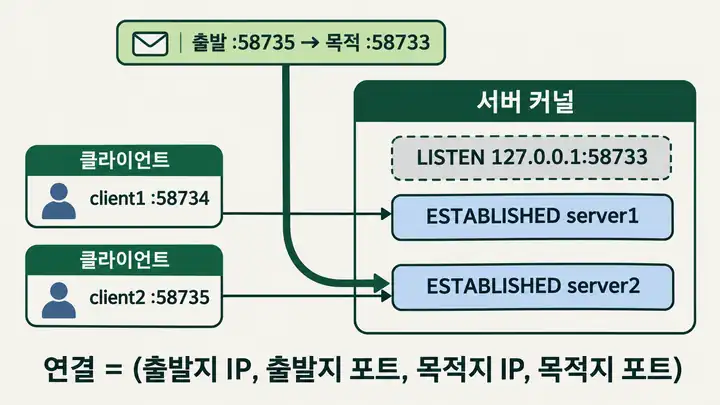 출발 :58735 → 목적 :58733
서버 커널
LISTEN 127.0.0.1:58733
클라이언트
client1 :58734
ESTABLISHED server1
클라이언트
client2 :58735
ESTABLISHED server2
연결 = (출발지 IP, 출발지 포트, 목적지 IP, 목적지 포트)